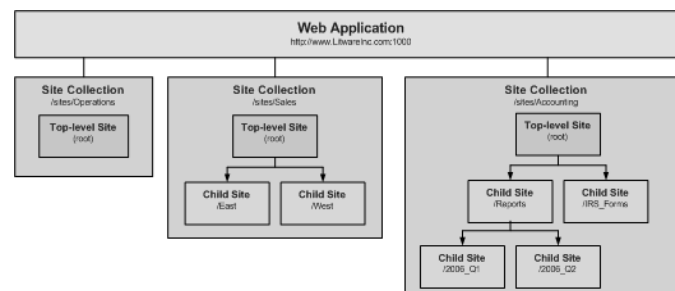 Web Application
http://www.LitwareInc.com:1000
Site Collection
/sites/Operations
Top-level Site
(root)
Site Collection
/sites/Sales
Top-level Site
(root)
Child Site
/East
Child Site
/West
Site Collection
/sites/Accounting
Top-level Site
(root)
Child Site
/Reports
Child Site
/IRS_Forms
Child Site
/2006_Q1
Child Site
/2006_Q2